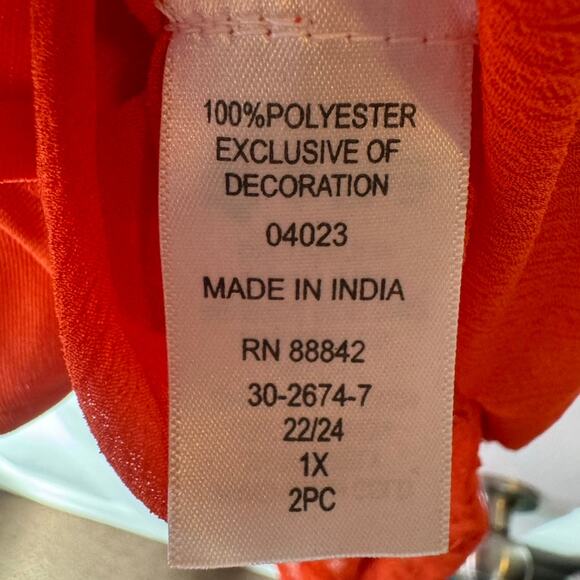 100%POLYESTER
EXCLUSIVE OF
DECORATION
04023
MADE IN INDIA
RN 88842
30-2674-7
22/24
1X
2PC